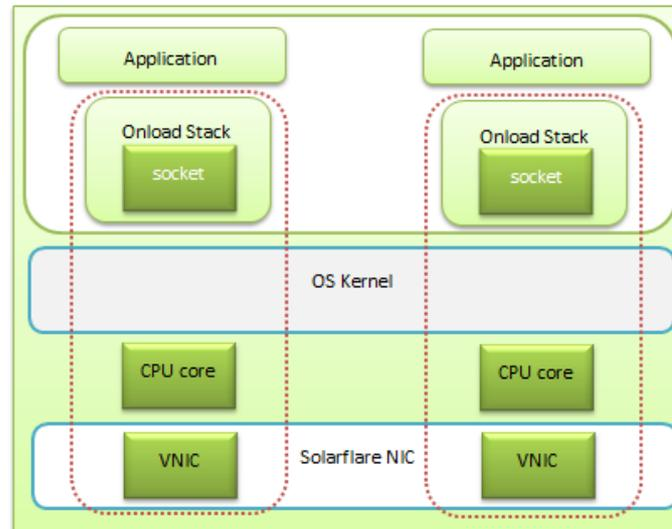 Application
Application
Onload Stack
Onload Stack
socket
socket
OS Kernel
CPU core
CPU core
VNIC
Solarflare NIC
VNIC